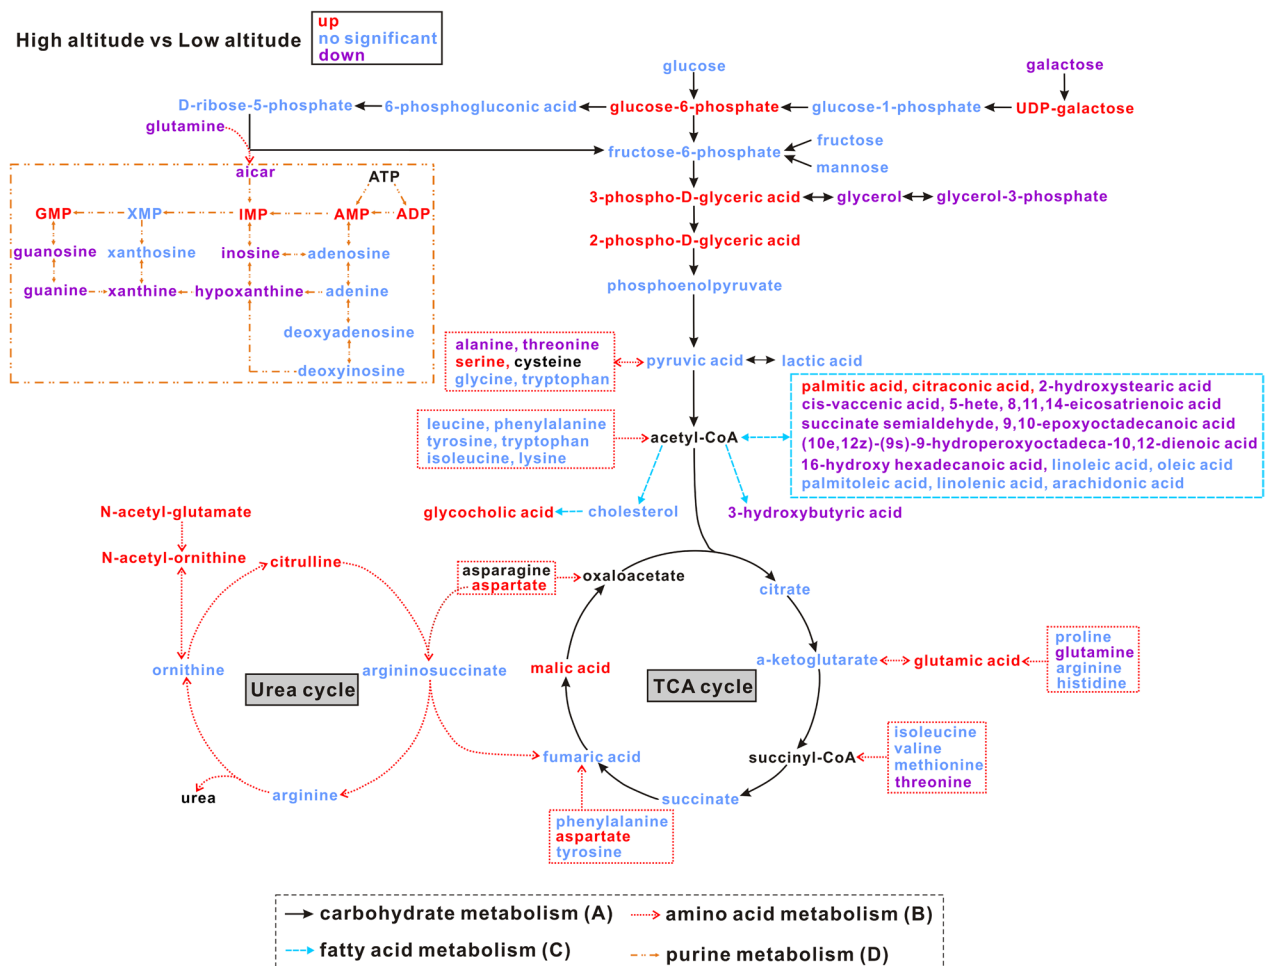 High altitude vs Low altitude
up
no significant
down
glucose
galactose
D-ribose-5-phosphate
6-phosphogluconic acid
glucose-6-phosphate
glucose-1-phosphate
UDP-galactose
glutamine
fructose-6-phosphate
fructose
mannose
aicar
ATP
3-phospho-D-glyceric acid
glycerol
glycerol-3-phosphate
GMP
XMP
IMP
AMP
ADP
2-phospho-D-glyceric acid
guanosine
xanthosine
inosine
adenosine
phosphoenolpyruvate
guanine
xanthine
hypoxanthine
adenine
deoxyadenosine
deoxyinosine
alanine, threonine
serine, cysteine
glycine, tryptophan
pyruvic acid
lactic acid
palmitic acid, citraconic acid, 2-hydroxystearic acid
cis-vaccenic acid, 5-hete, 8,11,14-eicosatrienoic acid
succinate semialdehyde, 9,10-epoxyoctadecanoic acid
(10e,12z)-(9s)-9-hydroperoxyoctadeca-10,12-dienoic acid
16-hydroxy hexadecanoic acid, linoleic acid, oleic acid
palmitoleic acid, linolenic acid, arachidonic acid
leucine, phenylalanine
tyrosine, tryptophan
isoleucine, lysine
acetyl-CoA
glycocholic acid
cholesterol
3-hydroxybutyric acid
N-acetyl-glutamate
N-acetyl-ornithine
citrulline
asparagine
aspartate
oxaloacetate
citrate
ornithine
argininosuccinate
malic acid
a-ketoglutarate
glutamic acid
proline
glutamine
arginine
histidine
Urea cycle
TCA cycle
fumaric acid
succinyl-CoA
isoleucine
valine
methionine
threonine
urea
arginine
succinate
phenylalanine
aspartate
tyrosine
carbohydrate metabolism (A)
amino acid metabolism (B)
fatty acid metabolism (C)
purine metabolism (D)